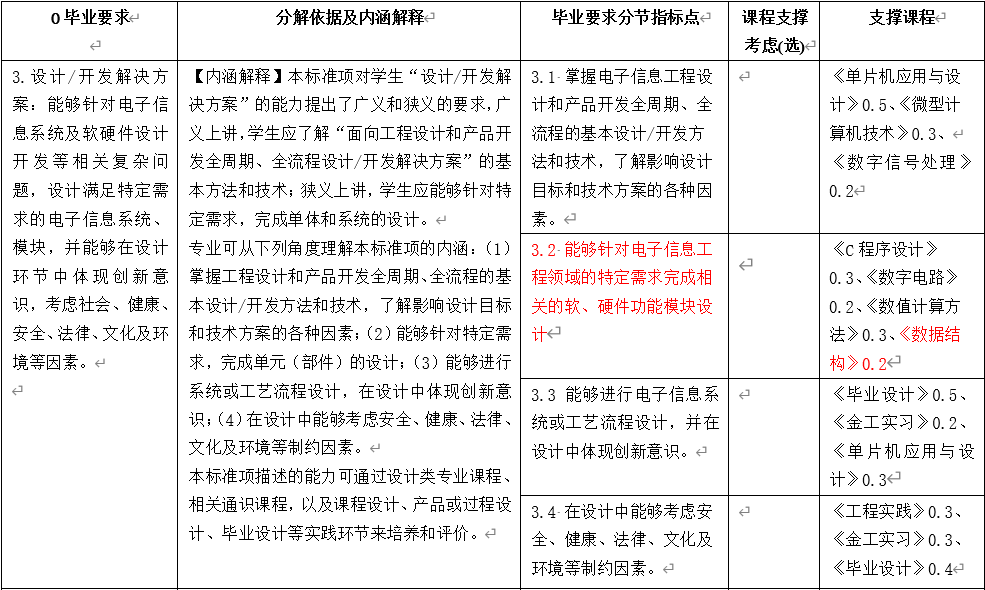 0毕业要求
分解依据及内涵解释
毕业要求分节指标点
课程支撑
考虑(选)
支撑课程
3.设计/开发解决方
案：能够针对电子信
息系统及软硬件设计
开发等相关复杂问
题，设计满足特定需
求的电子信息系统、
模块，并能够在设计
环节中体现创新意
识，考虑社会、健康、
安全、法律、文化及环
境等因素。
【内涵解释】本标准项对学生“设计/开发解
决方案”的能力提出了广义和狭义的要求，广
义上讲，学生应了解“面向工程设计和产品开
发全周期、全流程设计/开发解决方案”的基
本方法和技术；狭义上讲，学生应能够针对特
定需求，完成单体和系统的设计。
专业可从下列角度理解本标准项的内涵：（1）
掌握工程设计和产品开发全周期、全流程的基
本设计/开发方法和技术，了解影响设计目标
和技术方案的各种因素；（2）能够针对特定需
求，完成单元（部件）的设计；（3）能够进行
系统或工艺流程设计，在设计中体现创新意
识；（4）在设计中能够考虑安全、健康、法律、
文化及环境等制约因素。
本标准项描述的能力可通过设计类专业课程、
相关通识课程，以及课程设计、产品或过程设
计、毕业设计等实践环节来培养和评价。
3.1 掌握电子信息工程设
计和产品开发全周期、全
流程的基本设计/开发方
法和技术，了解影响设计
目标和技术方案的各种因
素。
《单片机应用与设
计》0.5、《微型计
算机技术》0.3、
《数字信号处理》
0.2
3.2 能够针对电子信息工
程领域的特定需求完成相
关的软、硬件功能模块设
计
《C程序设计》
0.3、《数字电路》
0.2、《数值计算方
法》0.3、《数据结
构》0.2
3.3 能够进行电子信息系
统或工艺流程设计，并在
设计中体现创新意识。
《毕业设计》0.5、
《金工实习》0.2、
《单片机应用与设
计》0.3
3.4 在设计中能够考虑安
全、健康、法律、文化及
环境等制约因素。
《工程实践》0.3、
《金工实习》0.3、
《毕业设计》0.4